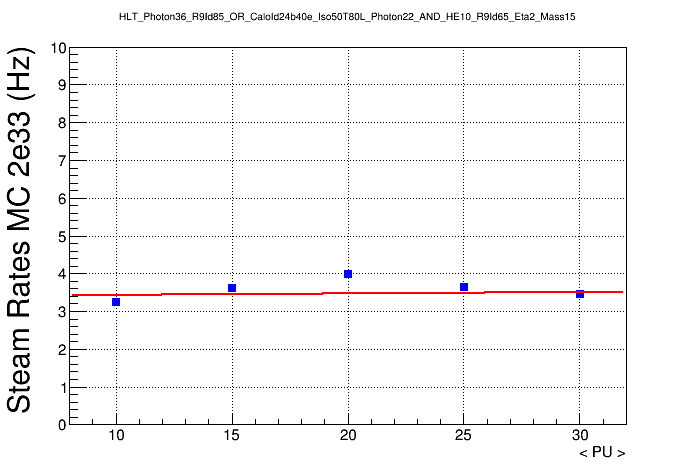 HLT_Photon36_R9Id85_OR_CaloId24b40e_Iso50T80L_Photon22_AND_HE10_R9Id65_Eta2_Mass15
Steam Rates MC 2e33 (Hz)
10
9
8
7
6
5
4
3
2
1
0
10 15 20 25 30
< PU >